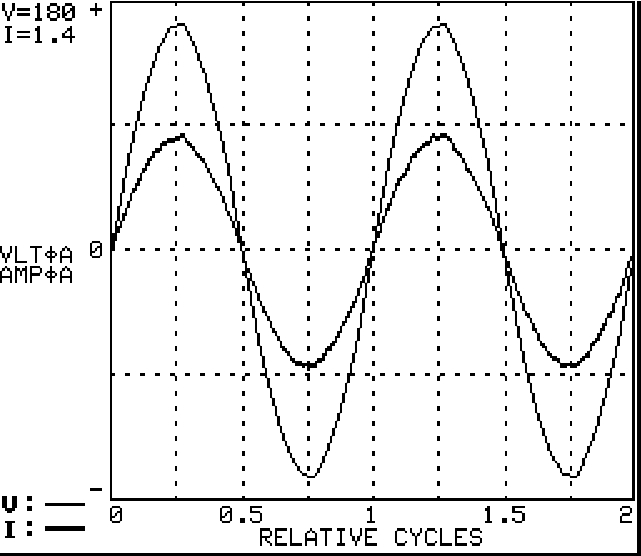 V=180 +
I=1.4
VLTΦA 0
AMPΦA
-
V:
I:
0 0.5 1 1.5 2
RELATIVE CYCLES